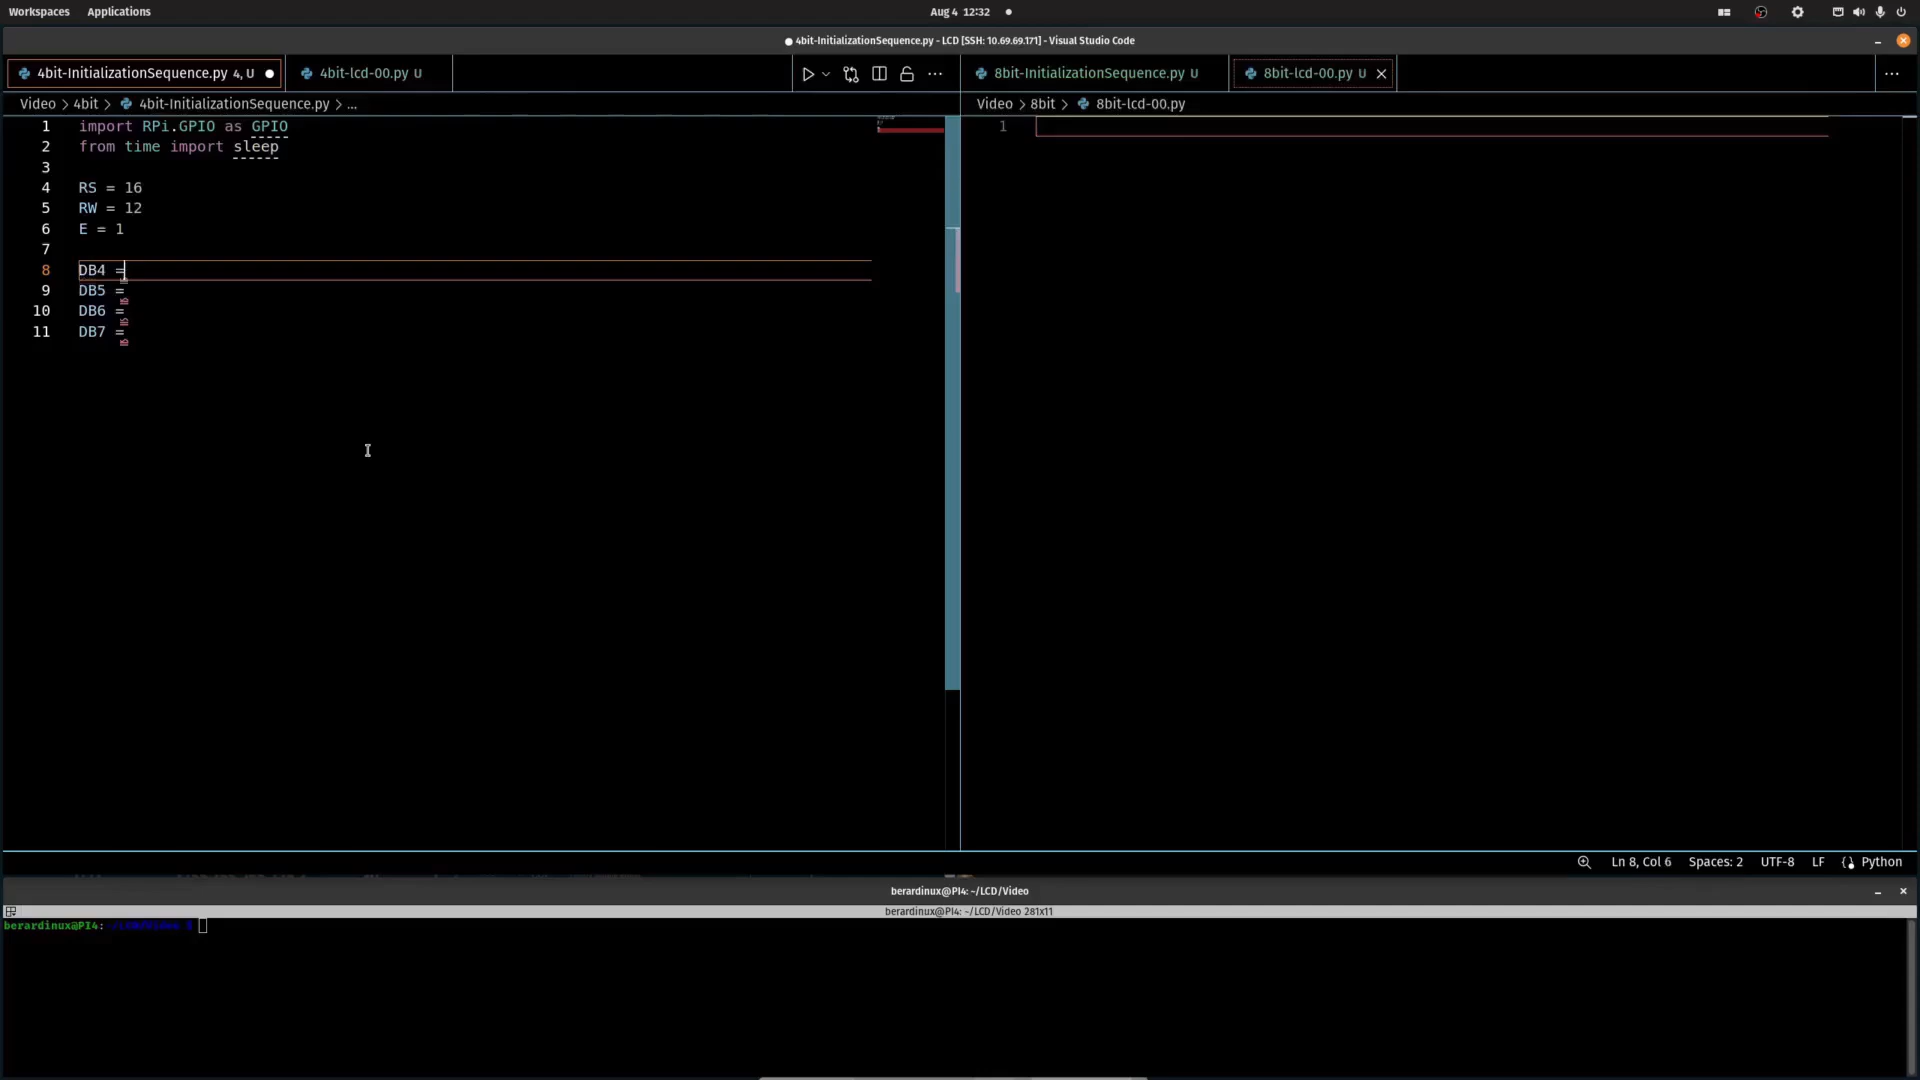 Workspaces Applications Aug 4 12:32
4bit-InitializationSequence.py - LCD [SSH: 10.69.69.171] - Visual Studio Code
4bit-InitializationSequence.py 4, U
4bit-lcd-00.py U
8bit-InitializationSequence.py U
8bit-lcd-00.py U
Video > 4bit > 4bit-InitializationSequence.py > ...
Video > 8bit > 8bit-lcd-00.py
1 import RPi.GPIO as GPIO
2 from time import sleep
3
4 RS = 16
5 RW = 12
6 E = 1
7
8 DB4 =
9 DB5 =
10 DB6 =
11 DB7 =
1
Ln 8, Col 6 Spaces: 2 UTF-8 LF Python
berardinux@PI4: ~/LCD/Video
berardinux@PI4: ~/LCD/Video 281x11
berardinux@PI4:~/LCD/Video $